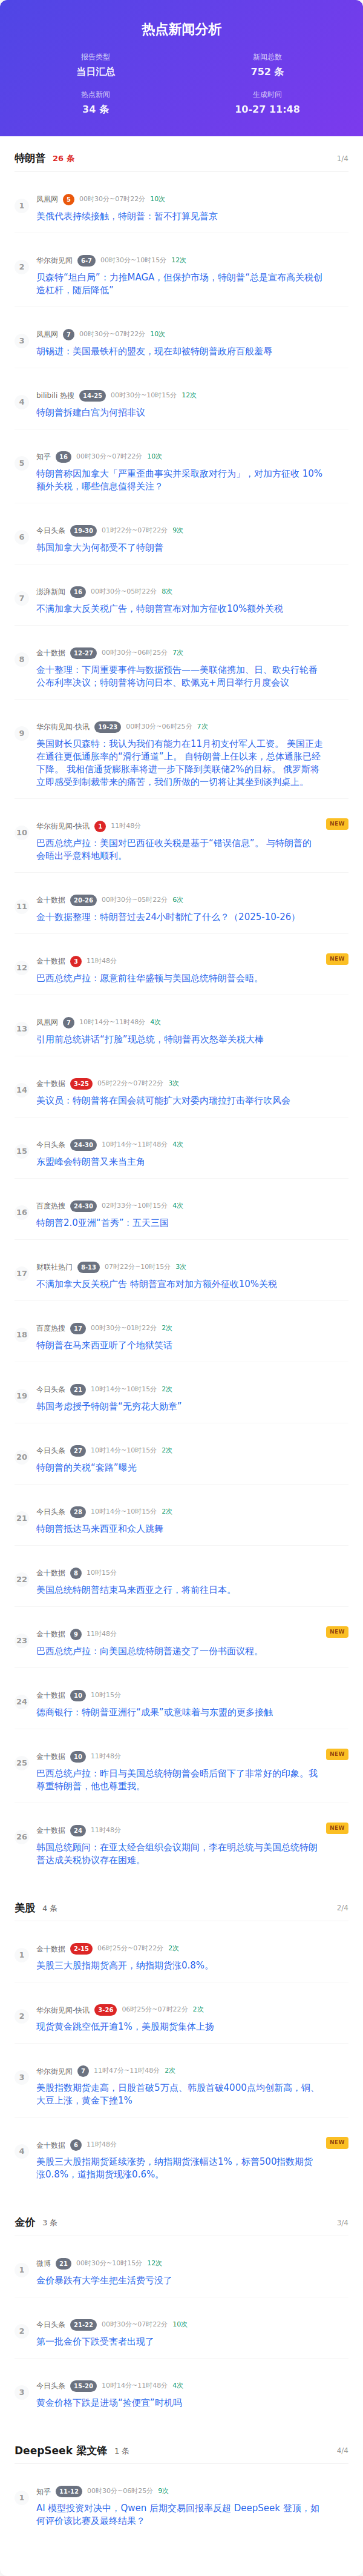 热点新闻分析
报告类型
当日汇总
新闻总数
752 条
热点新闻
34 条
生成时间
10-27 11:48
特朗普 26 条 1/4
1
凤凰网 5 00时30分~07时22分 10次
美俄代表持续接触，特朗普：暂不打算见普京
2
华尔街见闻 6-7 00时30分~10时15分 12次
贝森特“坦白局”：力推MAGA，但保护市场，特朗普“总是宣布高关税创
造杠杆，随后降低”
3
凤凰网 7 00时30分~07时22分 10次
胡锡进：美国最铁杆的盟友，现在却被特朗普政府百般羞辱
4
bilibili 热搜 14-25 00时30分~10时15分 12次
特朗普拆建白宫为何招非议
5
知乎 16 00时30分~07时22分 10次
特朗普称因加拿大「严重歪曲事实并采取敌对行为」，对加方征收 10%
额外关税，哪些信息值得关注？
6
今日头条 19-30 01时22分~07时22分 9次
韩国加拿大为何都受不了特朗普
7
澎湃新闻 16 00时30分~05时22分 8次
不满加拿大反关税广告，特朗普宣布对加方征收10%额外关税
8
金十数据 12-27 00时30分~06时25分 7次
金十整理：下周重要事件与数据预告——美联储携加、日、欧央行轮番
公布利率决议；特朗普将访问日本、欧佩克+周日举行月度会议
9
华尔街见闻-快讯 19-23 00时30分~06时25分 7次
美国财长贝森特：我认为我们有能力在11月初支付军人工资。 美国正走
在通往更低通胀率的“滑行通道”上。 自特朗普上任以来，总体通胀已经
下降。 我相信通货膨胀率将进一步下降到美联储2%的目标。 俄罗斯将
立即感受到制裁带来的痛苦，我们所做的一切将让其坐到谈判桌上。
10
华尔街见闻-快讯 1 11时48分 NEW
巴西总统卢拉：美国对巴西征收关税是基于“错误信息”。 与特朗普的
会晤出乎意料地顺利。
11
金十数据 20-26 00时30分~05时22分 6次
金十数据整理：特朗普过去24小时都忙了什么？（2025-10-26）
12
金十数据 3 11时48分 NEW
巴西总统卢拉：愿意前往华盛顿与美国总统特朗普会晤。
13
凤凰网 7 10时14分~11时48分 4次
引用前总统讲话“打脸”现总统，特朗普再次怒举关税大棒
14
金十数据 3-25 05时22分~07时22分 3次
美议员：特朗普将在国会就可能扩大对委内瑞拉打击举行吹风会
15
今日头条 24-30 10时14分~11时48分 4次
东盟峰会特朗普又来当主角
16
百度热搜 24-30 02时33分~10时15分 4次
特朗普2.0亚洲“首秀”：五天三国
17
财联社热门 8-13 07时22分~10时15分 3次
不满加拿大反关税广告 特朗普宣布对加方额外征收10%关税
18
百度热搜 17 00时30分~01时22分 2次
特朗普在马来西亚听了个地狱笑话
19
今日头条 21 10时14分~10时15分 2次
韩国考虑授予特朗普“无穷花大勋章”
20
今日头条 27 10时14分~10时15分 2次
特朗普的关税“套路”曝光
21
今日头条 28 10时14分~10时15分 2次
特朗普抵达马来西亚和众人跳舞
22
金十数据 8 10时15分
美国总统特朗普结束马来西亚之行，将前往日本。
23
金十数据 9 11时48分 NEW
巴西总统卢拉：向美国总统特朗普递交了一份书面议程。
24
金十数据 10 10时15分
德商银行：特朗普亚洲行“成果”或意味着与东盟的更多接触
25
金十数据 10 11时48分 NEW
巴西总统卢拉：昨日与美国总统特朗普会晤后留下了非常好的印象。我
尊重特朗普，他也尊重我。
26
金十数据 24 11时48分 NEW
韩国总统顾问：在亚太经合组织会议期间，李在明总统与美国总统特朗
普达成关税协议存在困难。
美股 4 条 2/4
1
金十数据 2-15 06时25分~07时22分 2次
美股三大股指期货高开，纳指期货涨0.8%。
2
华尔街见闻-快讯 3-26 06时25分~07时22分 2次
现货黄金跳空低开逾1%，美股期货集体上扬
3
华尔街见闻 7 11时47分~11时48分 2次
美股指数期货走高，日股首破5万点、韩股首破4000点均创新高，铜、
大豆上涨，黄金下挫1%
4
金十数据 6 11时48分 NEW
美股三大股指期货延续涨势，纳指期货涨幅达1%，标普500指数期货
涨0.8%，道指期货现涨0.6%。
金价 3 条 3/4
1
微博 21 00时30分~10时15分 12次
金价暴跌有大学生把生活费亏没了
2
今日头条 21-22 00时30分~07时22分 10次
第一批金价下跌受害者出现了
3
今日头条 15-20 10时14分~11时48分 4次
黄金价格下跌是进场“捡便宜”时机吗
DeepSeek 梁文锋 1 条 4/4
1
知乎 11-12 00时30分~06时25分 9次
AI 模型投资对决中，Qwen 后期交易回报率反超 DeepSeek 登顶，如
何评价该比赛及最终结果？